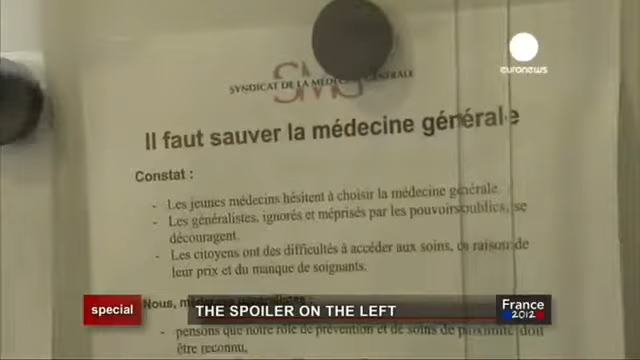 euronews
SMG
SYNDICAT DE LA MÉDECINE GÉNÉRALE
Il faut sauver la médecine générale
Constat :
- Les jeunes médecins hésitent à choisir la médecine générale.
- Les généralistes, ignorés et méprisés par les pouvoirs publics, se
découragent.
- Les citoyens ont des difficultés à accéder aux soins, en raison de
leur prix et du manque de soignants.
Nous, médecins généralistes :
special
THE SPOILER ON THE LEFT
France
2012
- pensons que notre rôle de prévention et de soins de proximité doit
être reconnu,